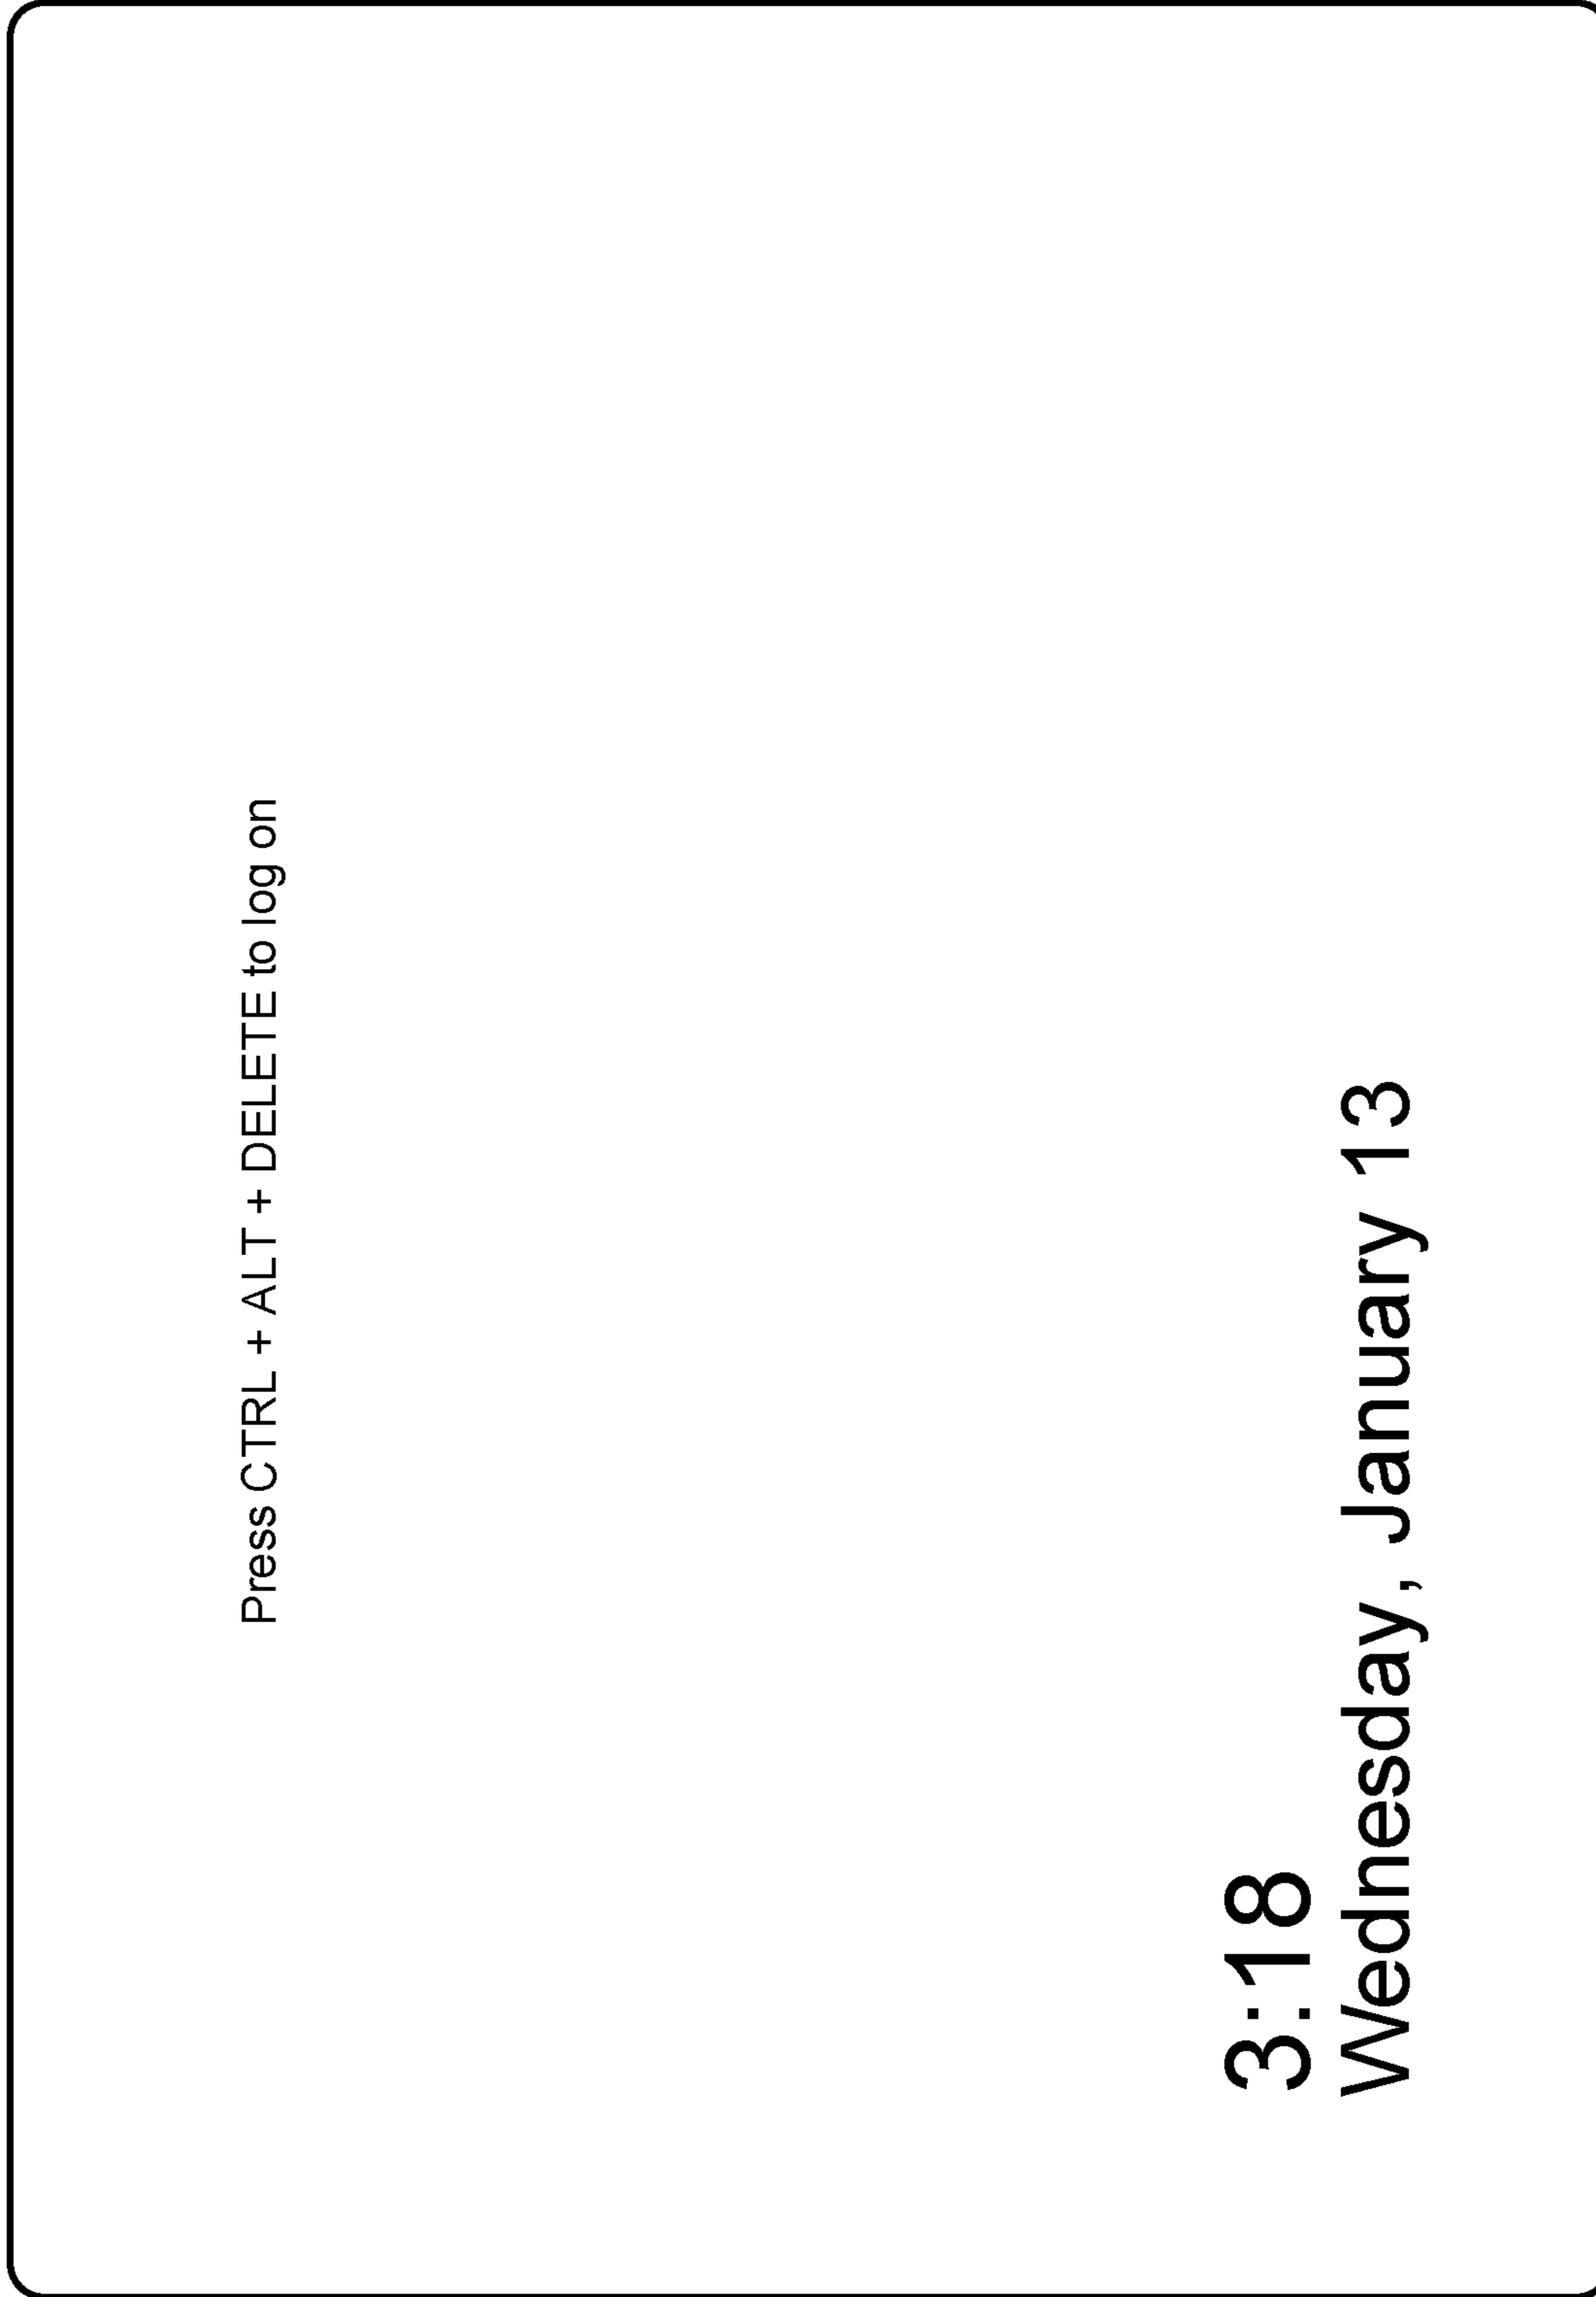 Press CTRL + ALT + DELETE to log on
3:18
Wednesday, January 13